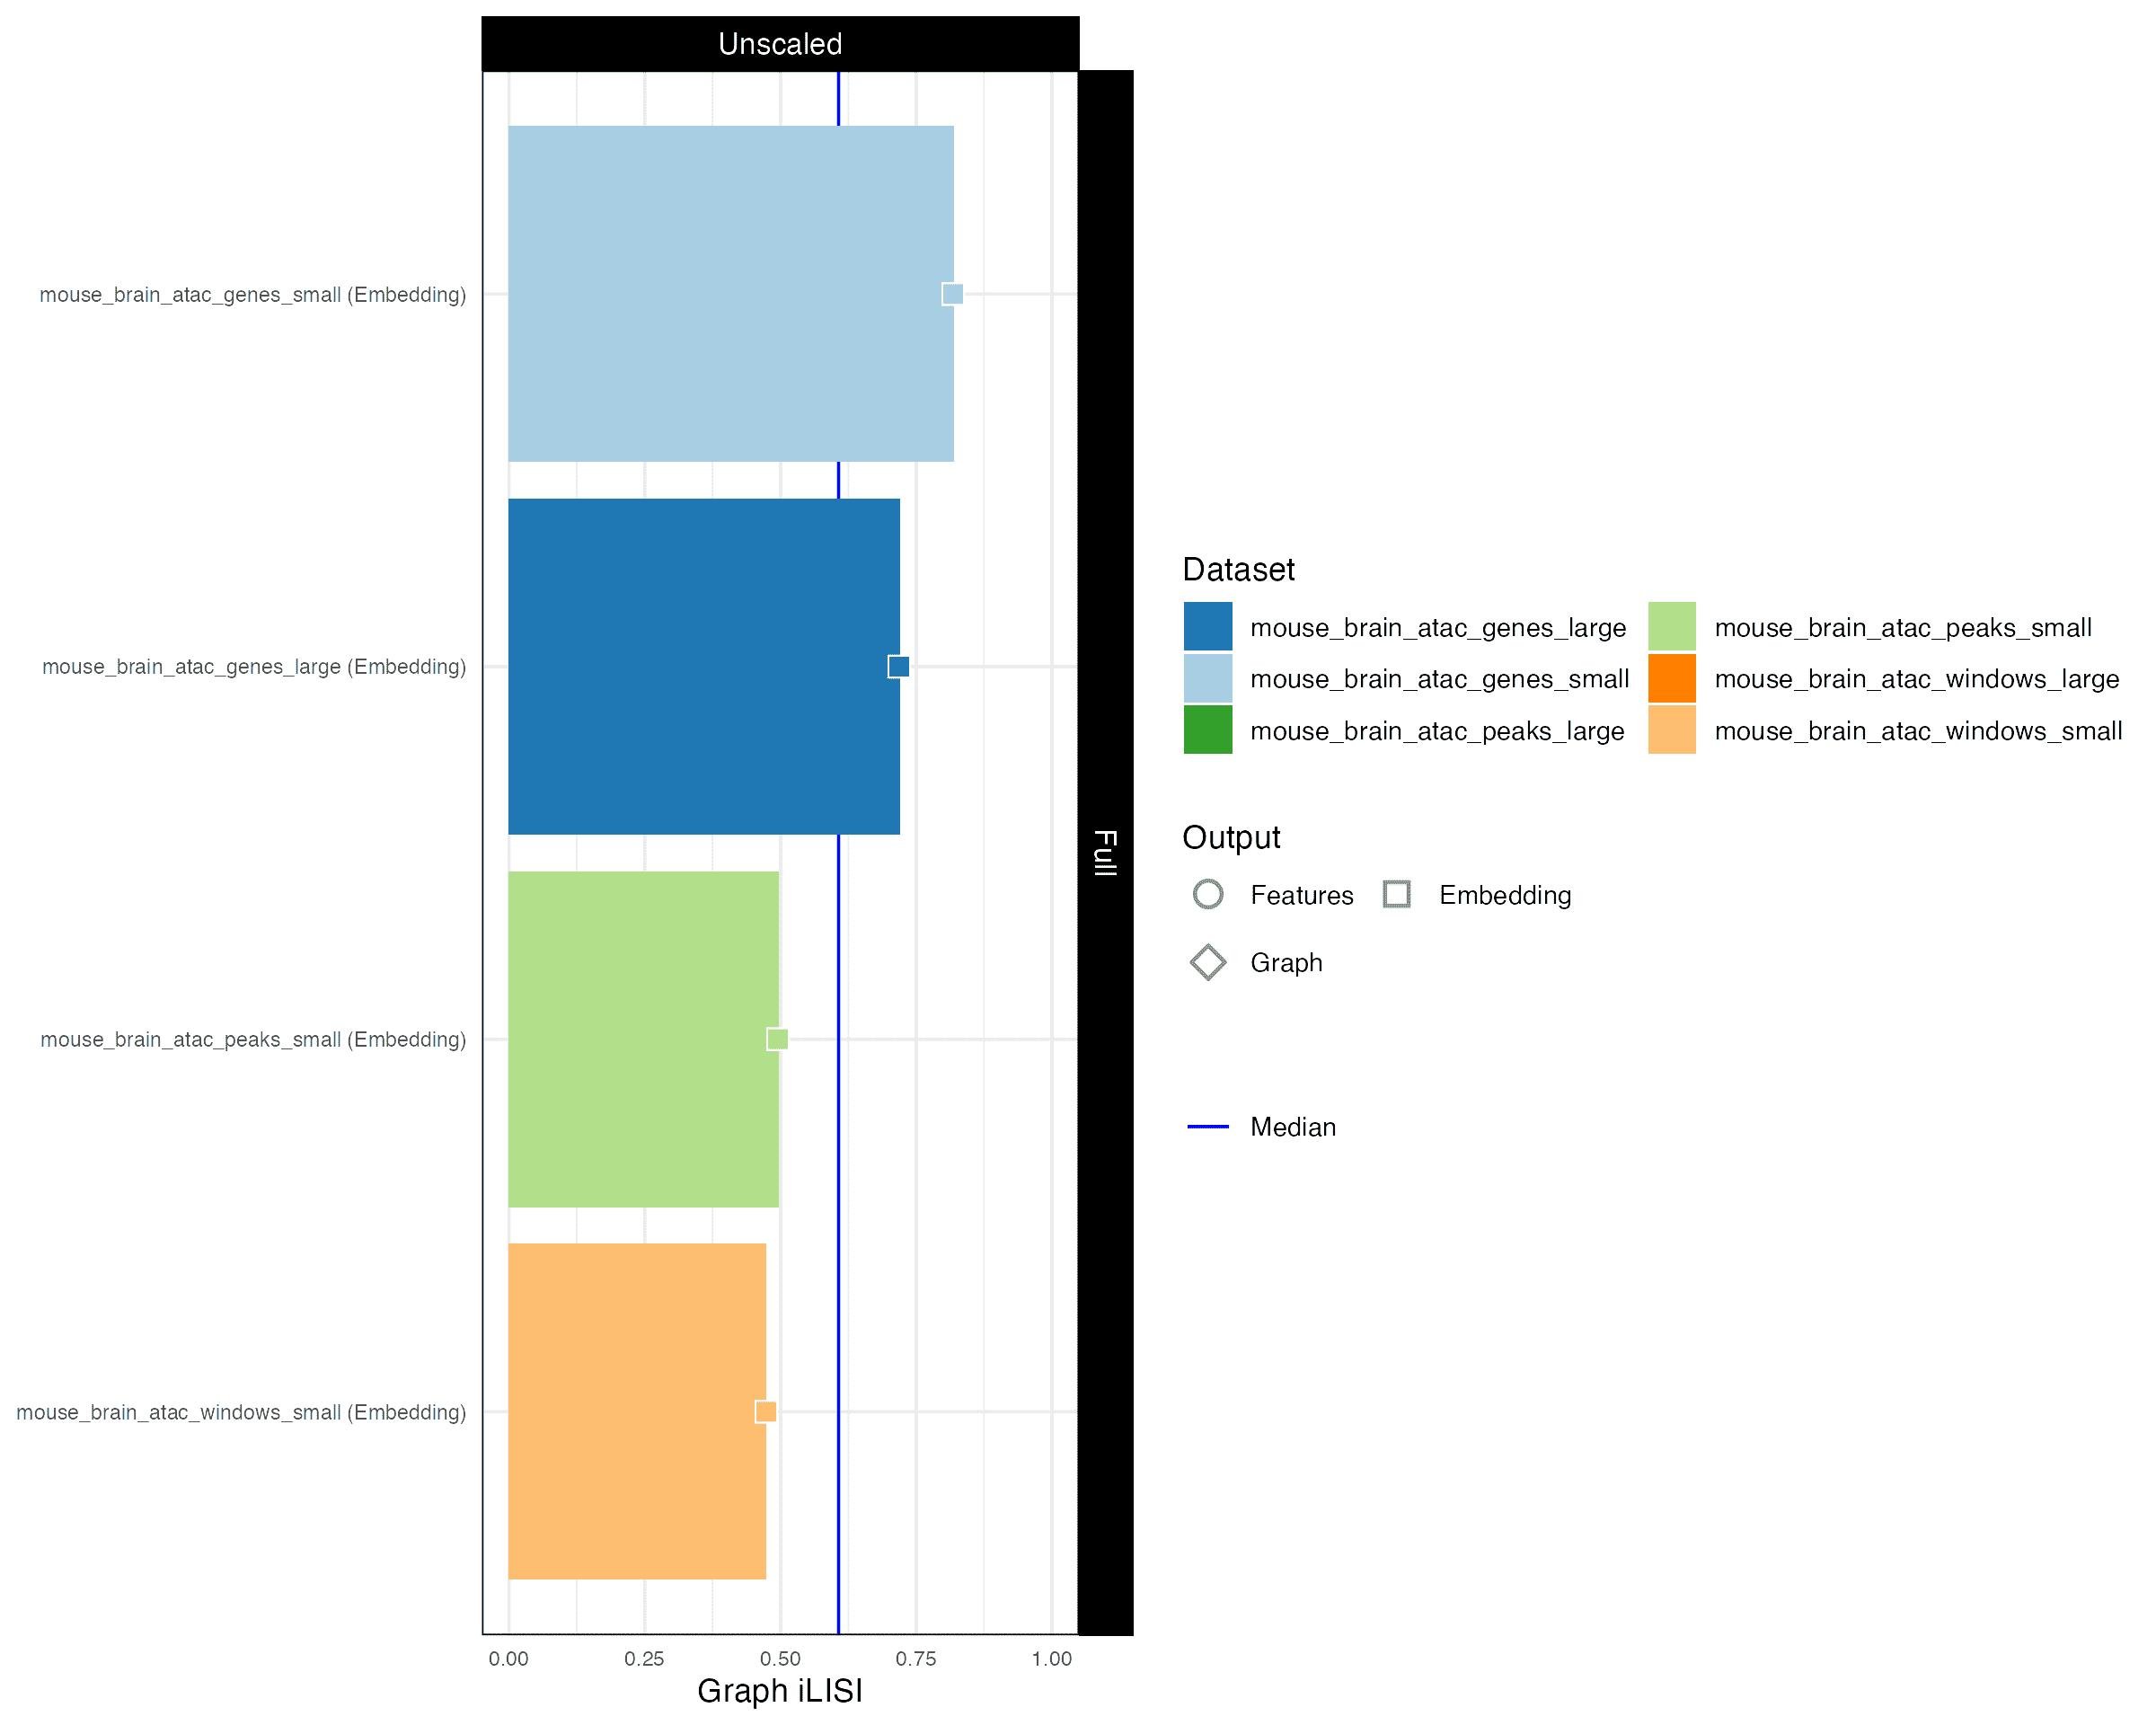 Unscaled
mouse_brain_atac_genes_small (Embedding)
mouse_brain_atac_genes_large (Embedding)
mouse_brain_atac_peaks_small (Embedding)
mouse_brain_atac_windows_small (Embedding)
Full
0.00 0.25 0.50 0.75 1.00
Graph iLISI
Dataset
mouse_brain_atac_genes_large mouse_brain_atac_peaks_small
mouse_brain_atac_genes_small mouse_brain_atac_windows_large
mouse_brain_atac_peaks_large mouse_brain_atac_windows_small
Output
Features Embedding
Graph
Median